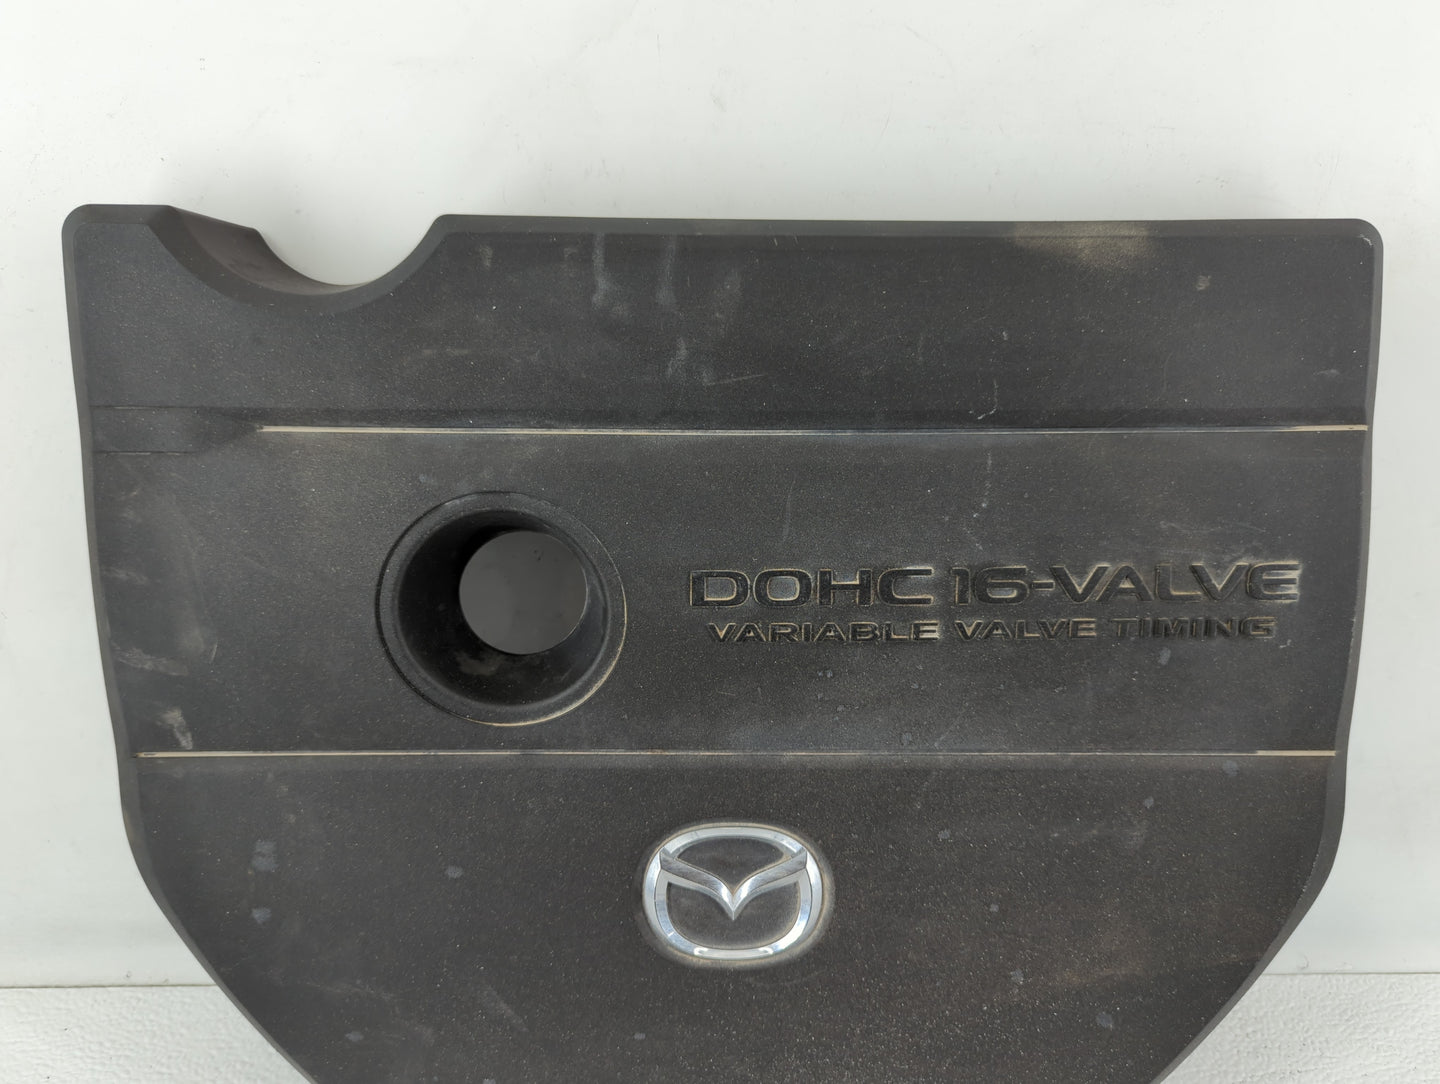 DOHC 16-VALVE
VARIABLE VALVE TIMING